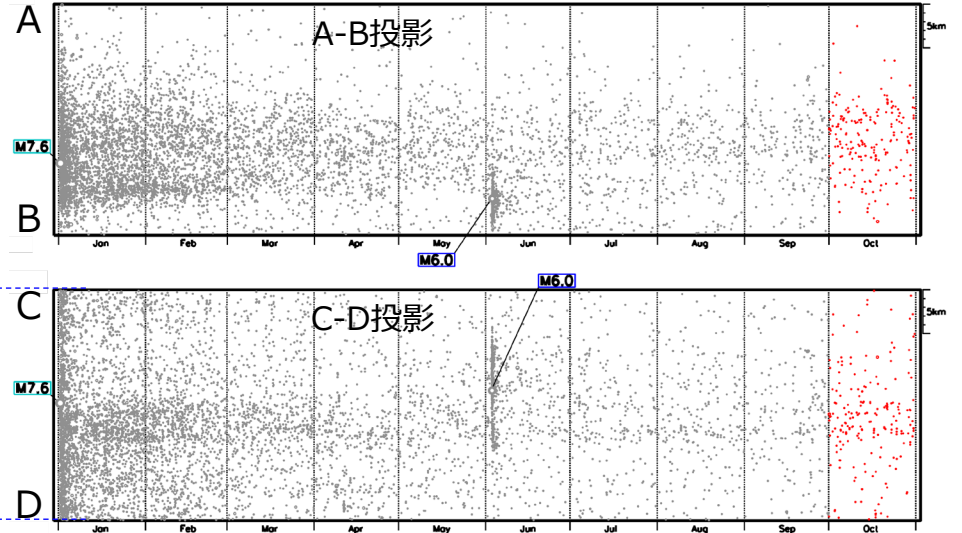 A
A-B投影
5km
M7.6
B
Jan Feb Mar Apr May Jun Jul Aug Sep Oct
M6.0
M6.0
C
C-D投影
5km
M7.6
D
Jan Feb Mar Apr May Jun Jul Aug Sep Oct